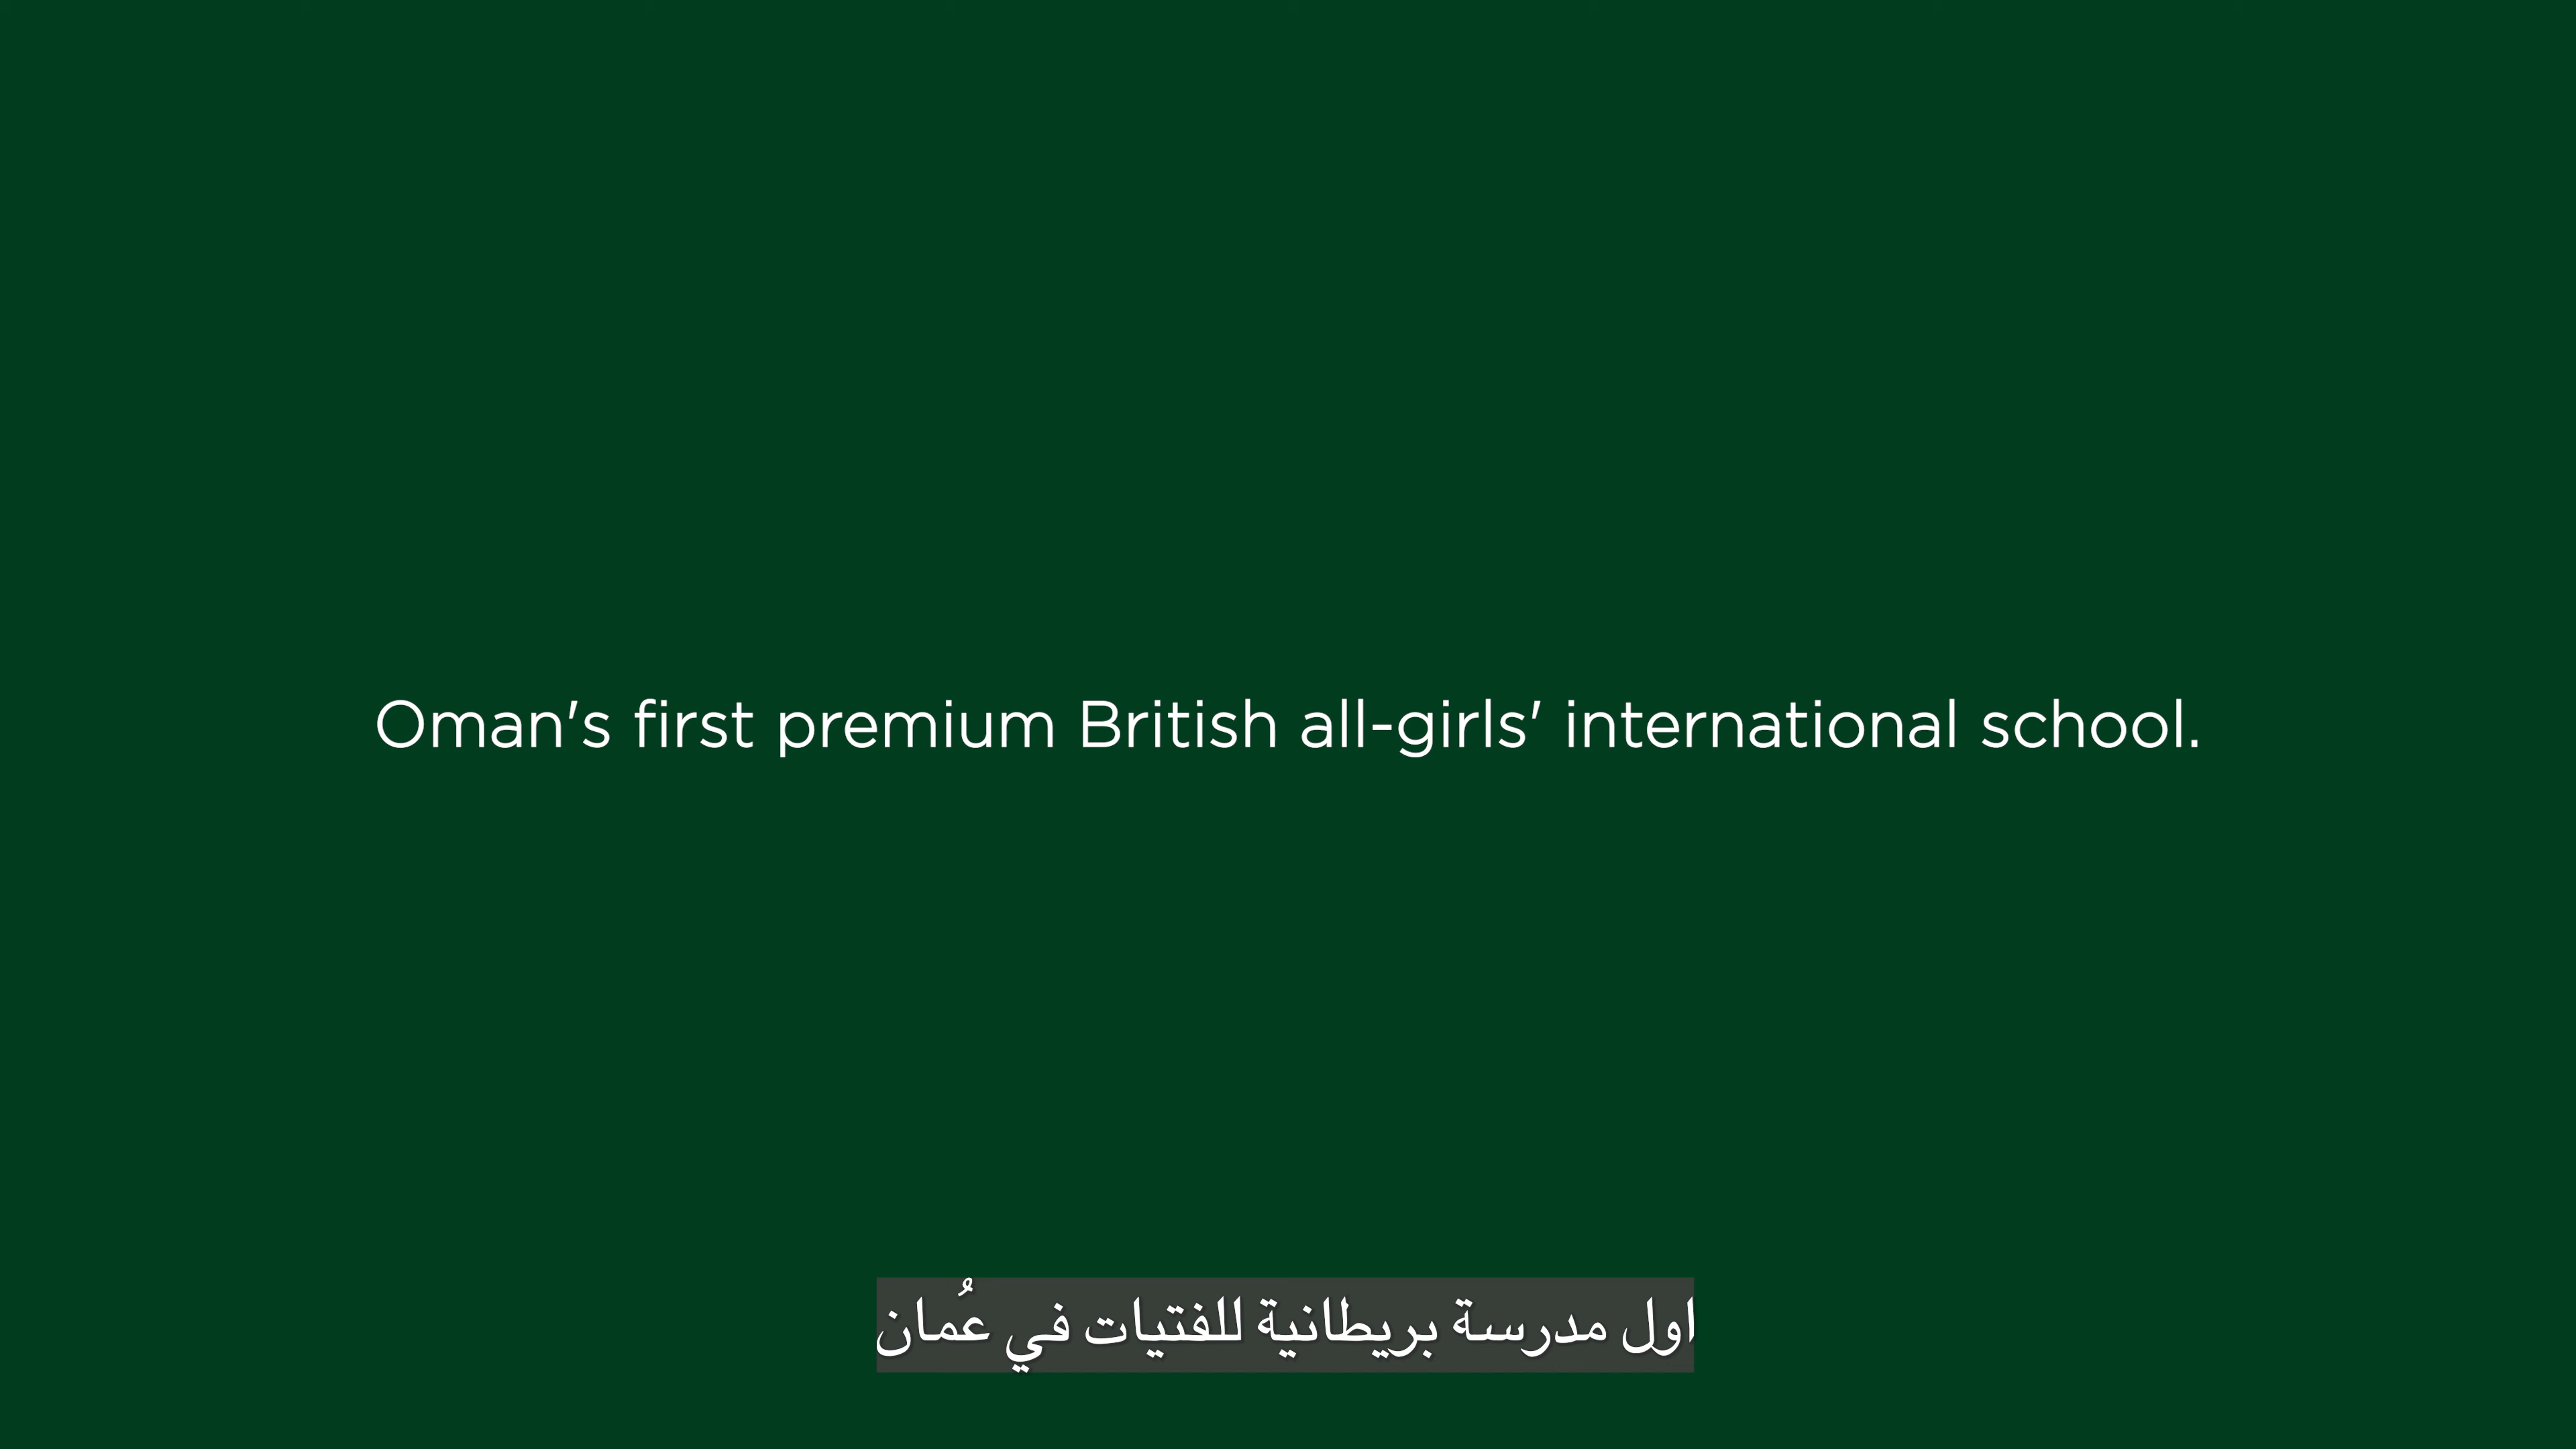 Oman's first premium British all-girls' international school.
اول مدرسة بريطانية للفتيات في عُمان